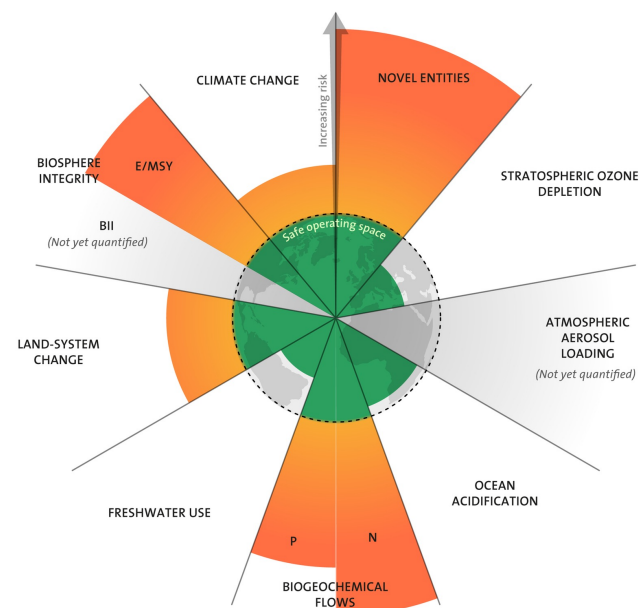 CLIMATE CHANGE
Increasing risk
NOVEL ENTITIES
STRATOSPHERIC OZONE
DEPLETION
ATMOSPHERIC
AEROSOL
LOADING
(Not yet quantified)
OCEAN
ACIDIFICATION
N
P
BIOGEOCHEMICAL
FLOWS
FRESHWATER USE
LAND-SYSTEM
CHANGE
BIOSPHERE
INTEGRITY
E/MSY
BII
(Not yet quantified)
Safe operating space